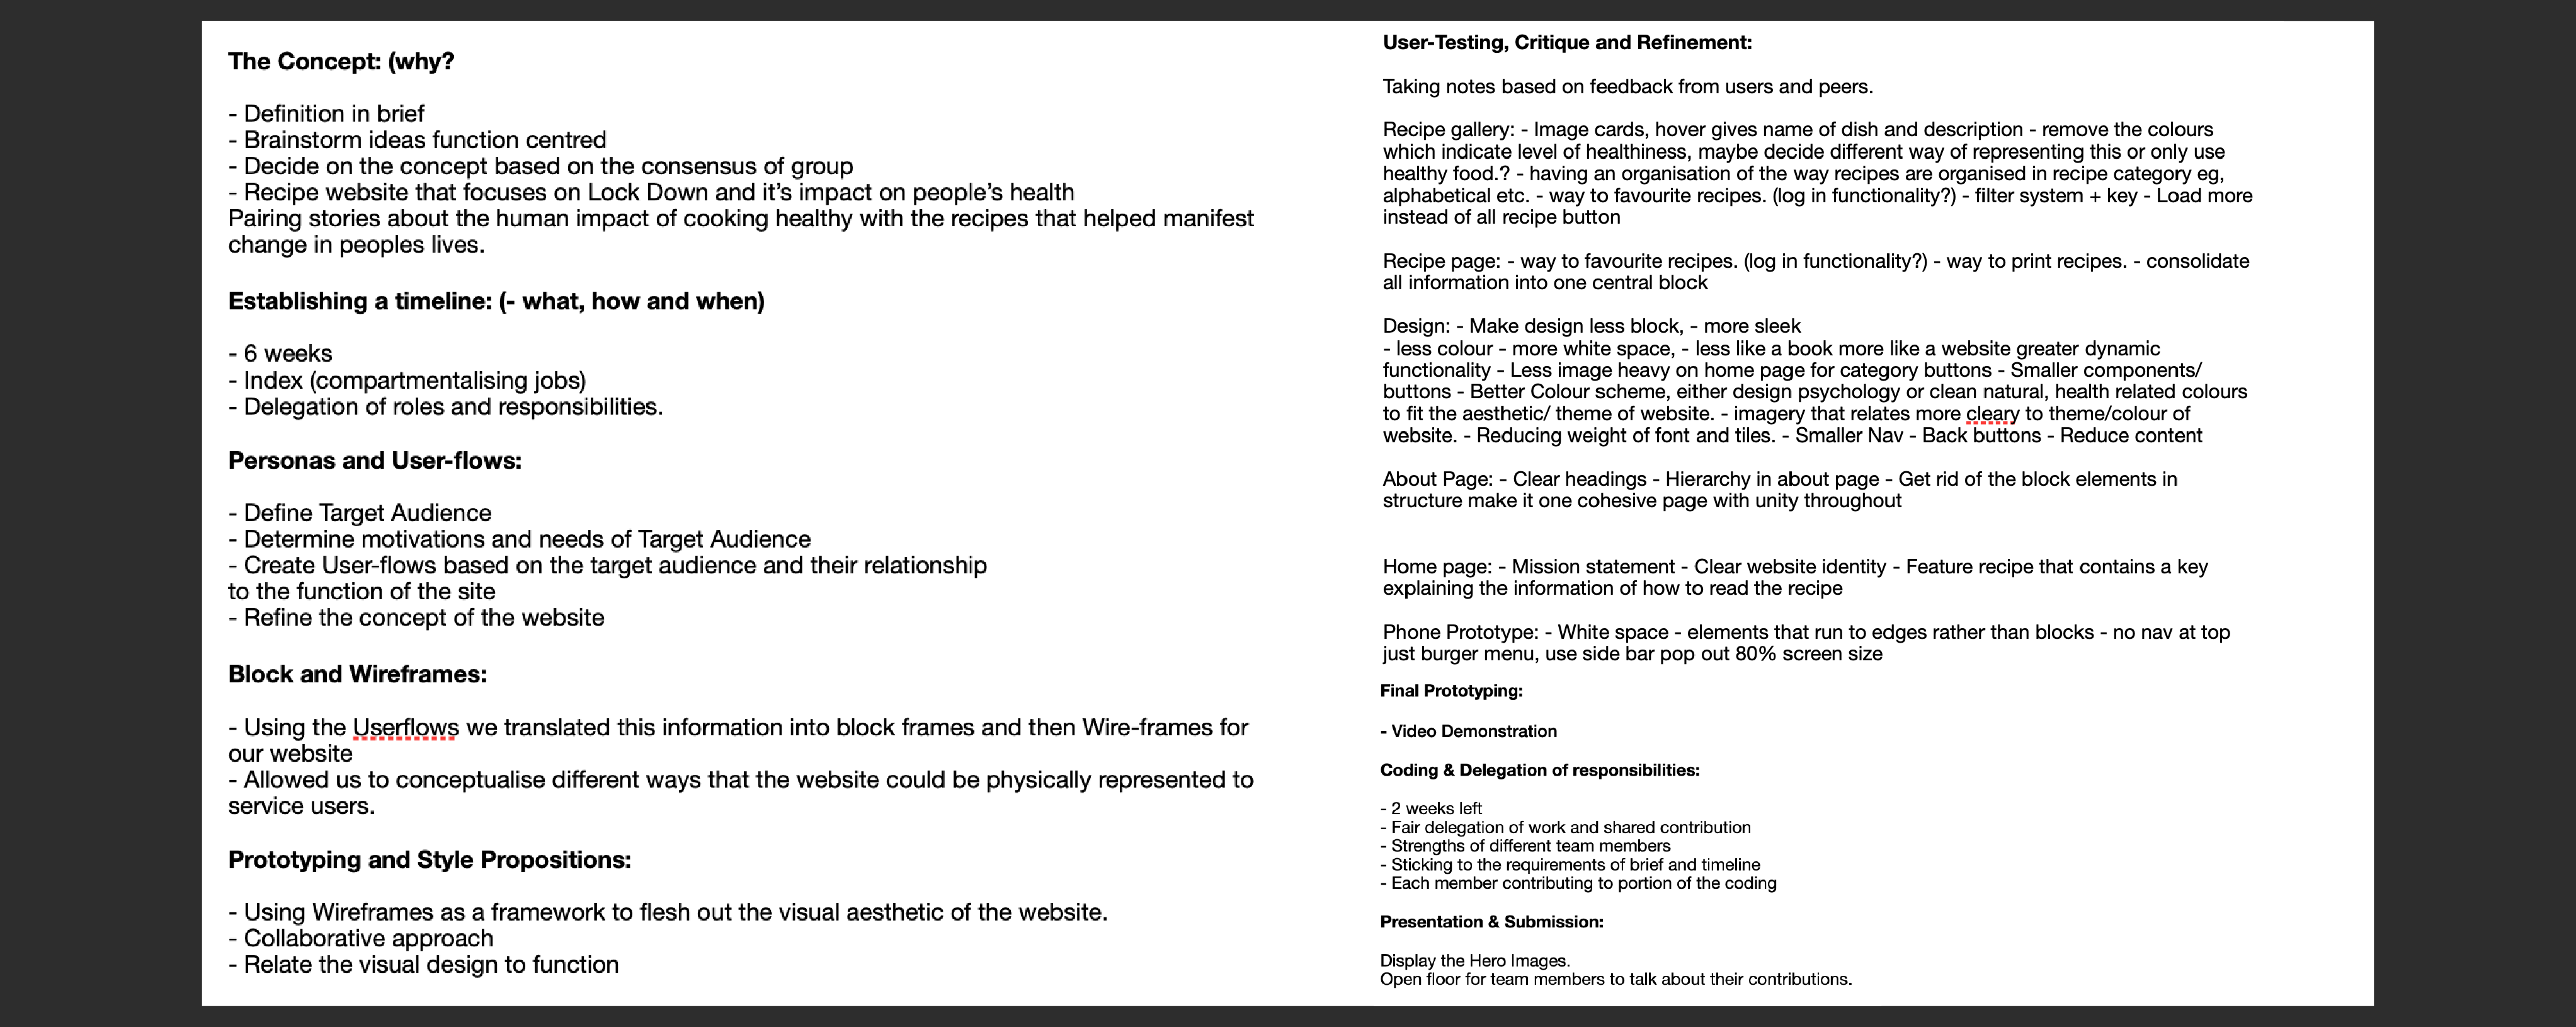 The Concept: (why?
- Definition in brief
- Brainstorm ideas function centred
- Decide on the concept based on the consensus of group
- Recipe website that focuses on Lock Down and it’s impact on people’s health
Pairing stories about the human impact of cooking healthy with the recipes that helped manifest
change in peoples lives.
Establishing a timeline: (- what, how and when)
- 6 weeks
- Index (compartmentalising jobs)
- Delegation of roles and responsibilities.
Personas and User-flows:
- Define Target Audience
- Determine motivations and needs of Target Audience
- Create User-flows based on the target audience and their relationship
to the function of the site
- Refine the concept of the website
Block and Wireframes:
- Using the Userflows we translated this information into block frames and then Wire-frames for
our website
- Allowed us to conceptualise different ways that the website could be physically represented to
service users.
Prototyping and Style Propositions:
- Using Wireframes as a framework to flesh out the visual aesthetic of the website.
- Collaborative approach
- Relate the visual design to function
User-Testing, Critique and Refinement:
Taking notes based on feedback from users and peers.
Recipe gallery: - Image cards, hover gives name of dish and description - remove the colours
which indicate level of healthiness, maybe decide different way of representing this or only use
healthy food.? - having an organisation of the way recipes are organised in recipe category eg,
alphabetical etc. - way to favourite recipes. (log in functionality?) - filter system + key - Load more
instead of all recipe button
Recipe page: - way to favourite recipes. (log in functionality?) - way to print recipes. - consolidate
all information into one central block
Design: - Make design less block, - more sleek
- less colour - more white space, - less like a book more like a website greater dynamic
functionality - Less image heavy on home page for category buttons - Smaller components/
buttons - Better Colour scheme, either design psychology or clean natural, health related colours
to fit the aesthetic/ theme of website. - imagery that relates more cleary to theme/colour of
website. - Reducing weight of font and tiles. - Smaller Nav - Back buttons - Reduce content
About Page: - Clear headings - Hierarchy in about page - Get rid of the block elements in
structure make it one cohesive page with unity throughout
Home page: - Mission statement - Clear website identity - Feature recipe that contains a key
explaining the information of how to read the recipe
Phone Prototype: - White space - elements that run to edges rather than blocks - no nav at top
just burger menu, use side bar pop out 80% screen size
Final Prototyping:
- Video Demonstration
Coding & Delegation of responsibilities:
- 2 weeks left
- Fair delegation of work and shared contribution
- Strengths of different team members
- Sticking to the requirements of brief and timeline
- Each member contributing to portion of the coding
Presentation & Submission:
Display the Hero Images.
Open floor for team members to talk about their contributions.